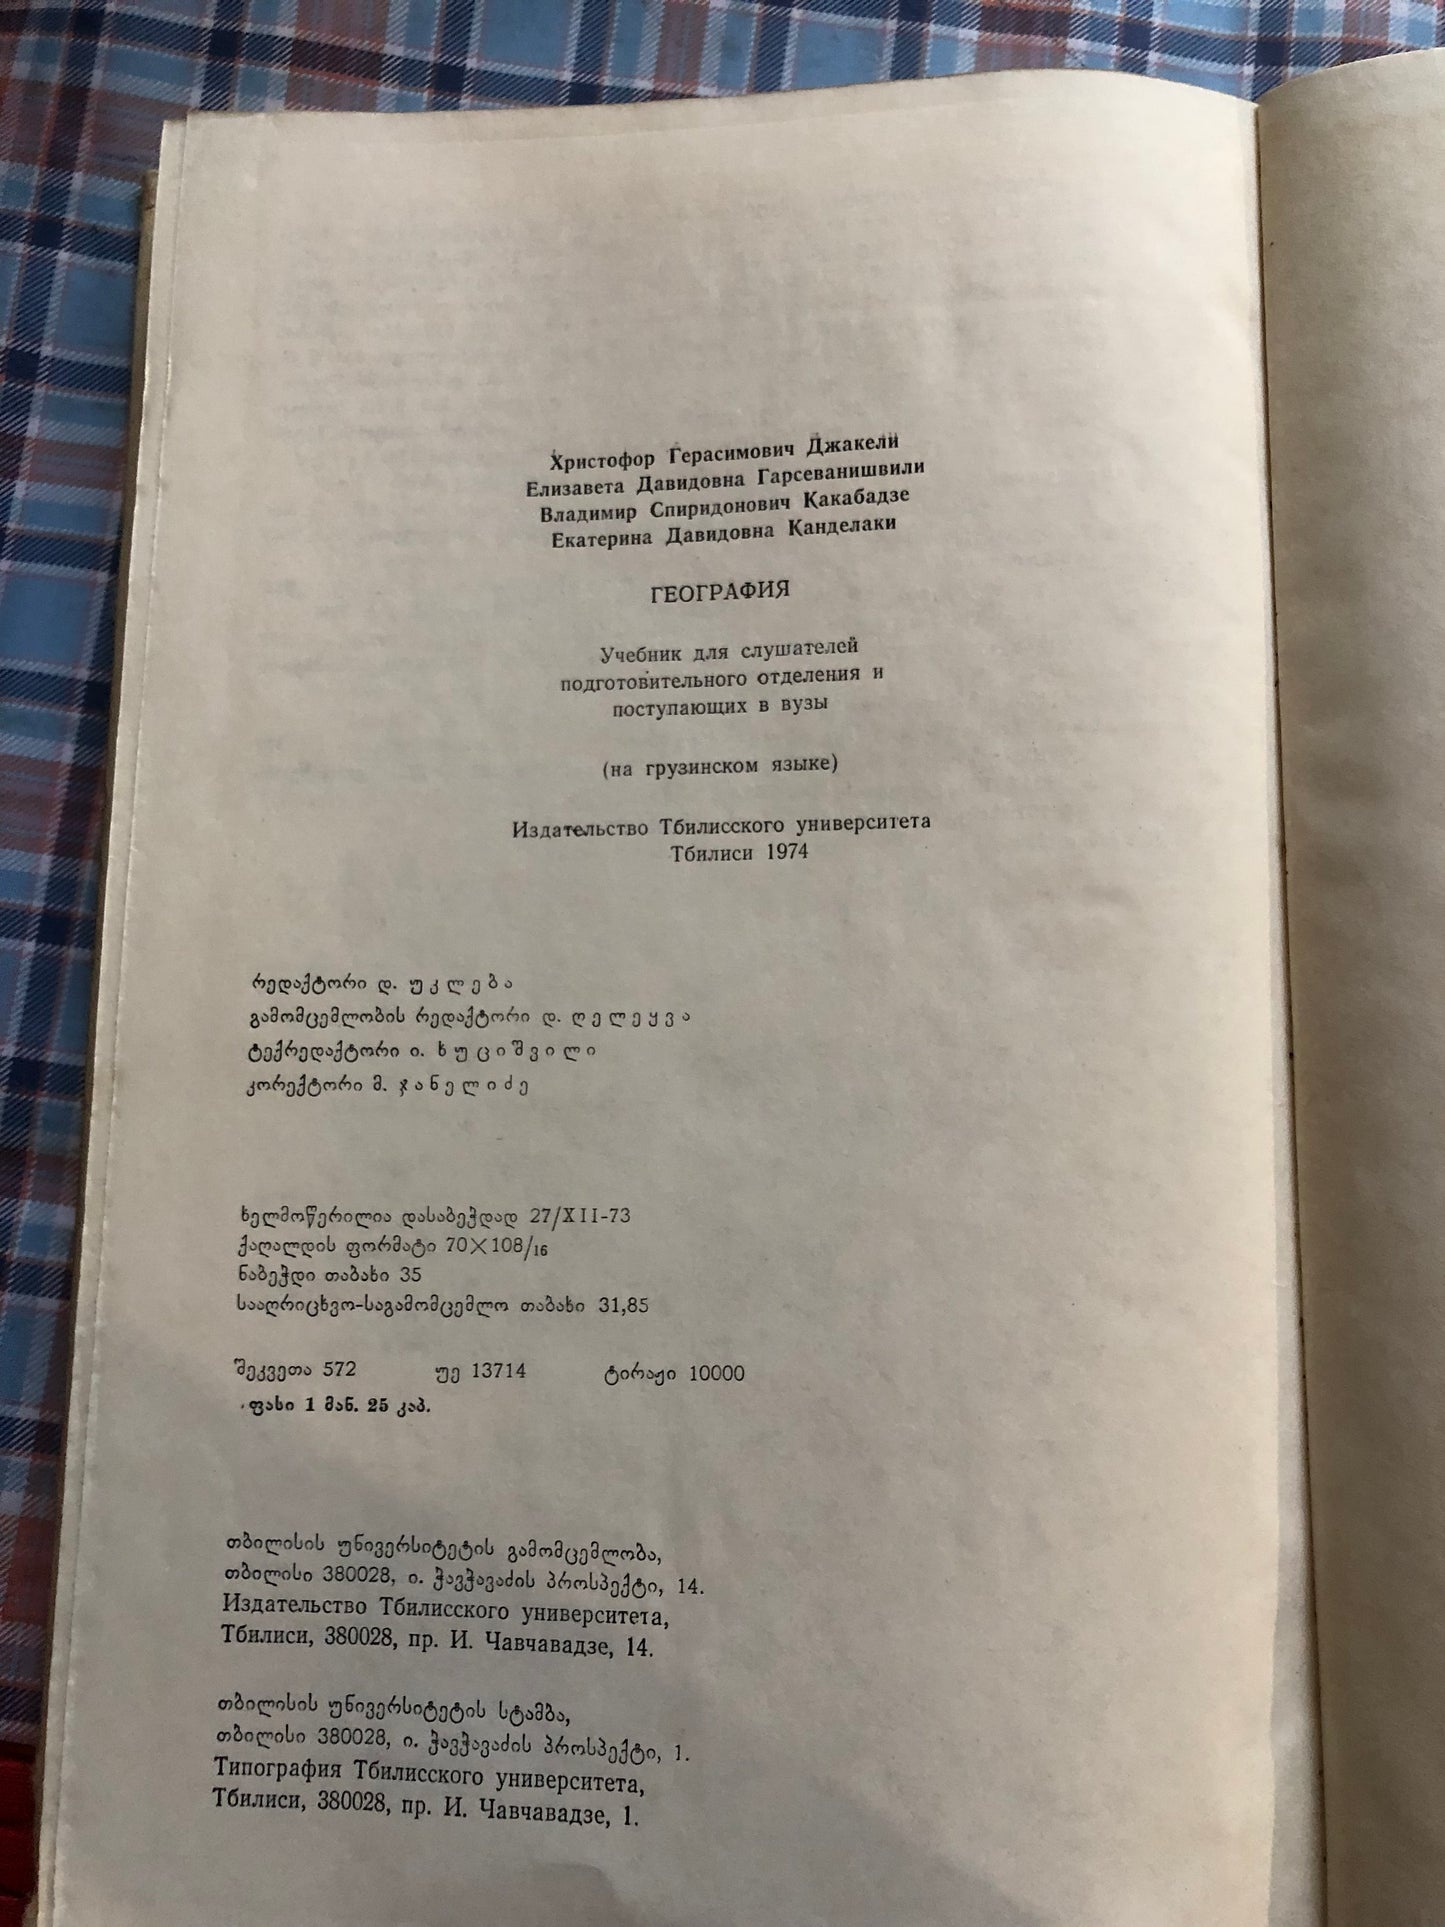 Христофор Герасимович Джакели
Елизавета Давидовна Гарсеванишвили
Владимир Спиридонович Какабадзе
Екатерина Давидовна Канделаки
ГЕОГРАФИЯ
Учебник для слушателей
подготовительного отделения и
поступающих в вузы
(на грузинском языке)
Издательство Тбилисского университета
Тбилиси 1974
რედაქტორი დ. უკლება
გამომცემლობის რედაქტორი დ. ღელეყვა
ტექრედაქტორი ი. ხუციშვილი
კორექტორი მ. ჯანელიძე
ხელმოწერილია დასაბეჭდად 27/XII-73
ქაღალდის ფორმატი 70×108/16
ნაბეჭდი თაბახი 35
სააღრიცხვო-საგამომცემლო თაბახი 31,85
შეკვეთა 572 უე 13714 ტირაჟი 10000
ფასი 1 მან. 25 კაპ.
თბილისის უნივერსიტეტის გამომცემლობა,
თბილისი 380028, ი. ჭავჭავაძის პროსპექტი, 14.
Издательство Тбилисского университета,
Тбилиси, 380028, пр. И. Чавчавадзе, 14.
თბილისის უნივერსიტეტის სტამბა,
თბილისი 380028, ი. ჭავჭავაძის პროსპექტი, 1.
Типография Тбилисского университета,
Тбилиси, 380028, пр. И. Чавчавадзе, 1.